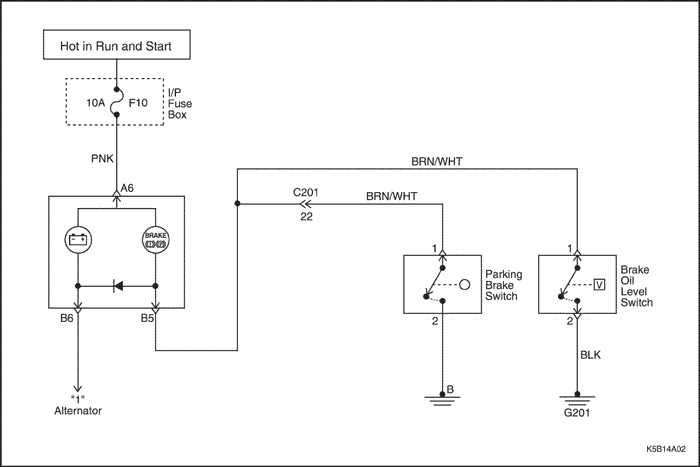 Hot in Run and Start
10A F10
I/P
Fuse
Box
PNK
A6
BRAKE
B6 B5
"1"
Alternator
BRN/WHT
C201
22
BRN/WHT
1
Parking
Brake
Switch
2
B
1
V
Brake
Oil
Level
Switch
2
BLK
G201
K5B14A02